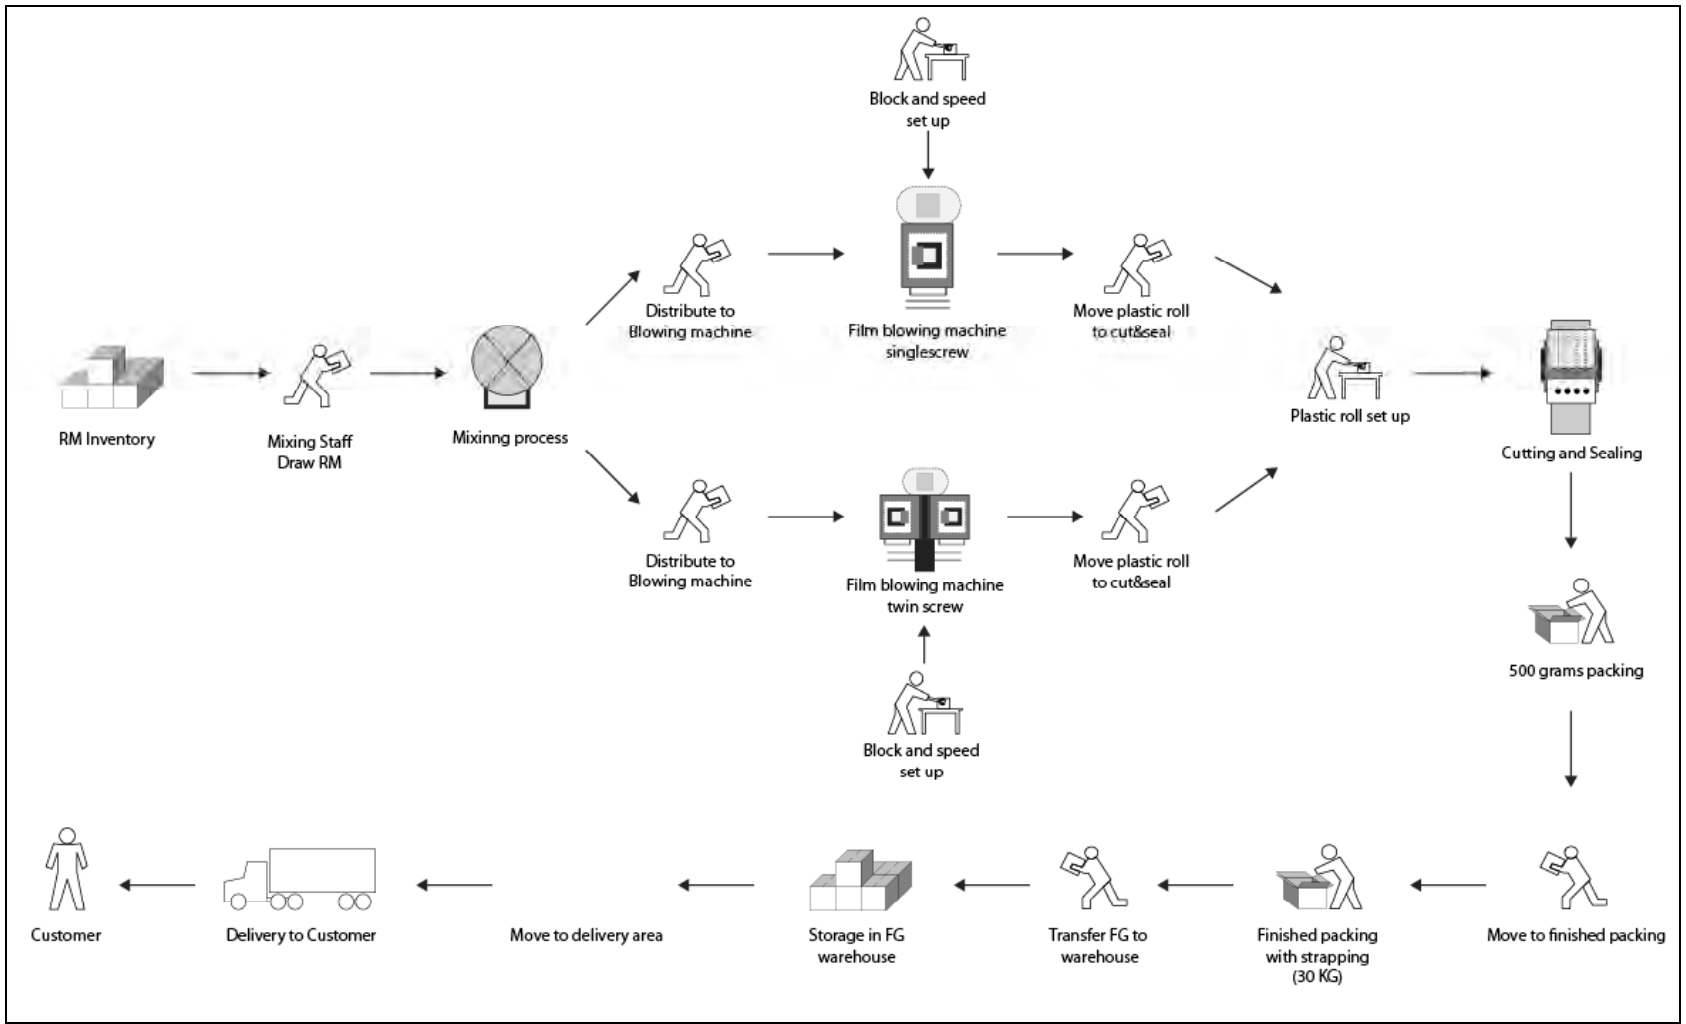 Block and speed
set up
Distribute to
Blowing machine
Film blowing machine
singlescrew
Move plastic roll
to cut&seal
RM Inventory
Mixing Staff
Draw RM
Mixinng process
Plastic roll set up
Cutting and Sealing
Distribute to
Blowing machine
Film blowing machine
twin screw
Move plastic roll
to cut&seal
Block and speed
set up
500 grams packing
Customer
Delivery to Customer
Move to delivery area
Storage in FG
warehouse
Transfer FG to
warehouse
Finished packing
with strapping
(30 KG)
Move to finished packing